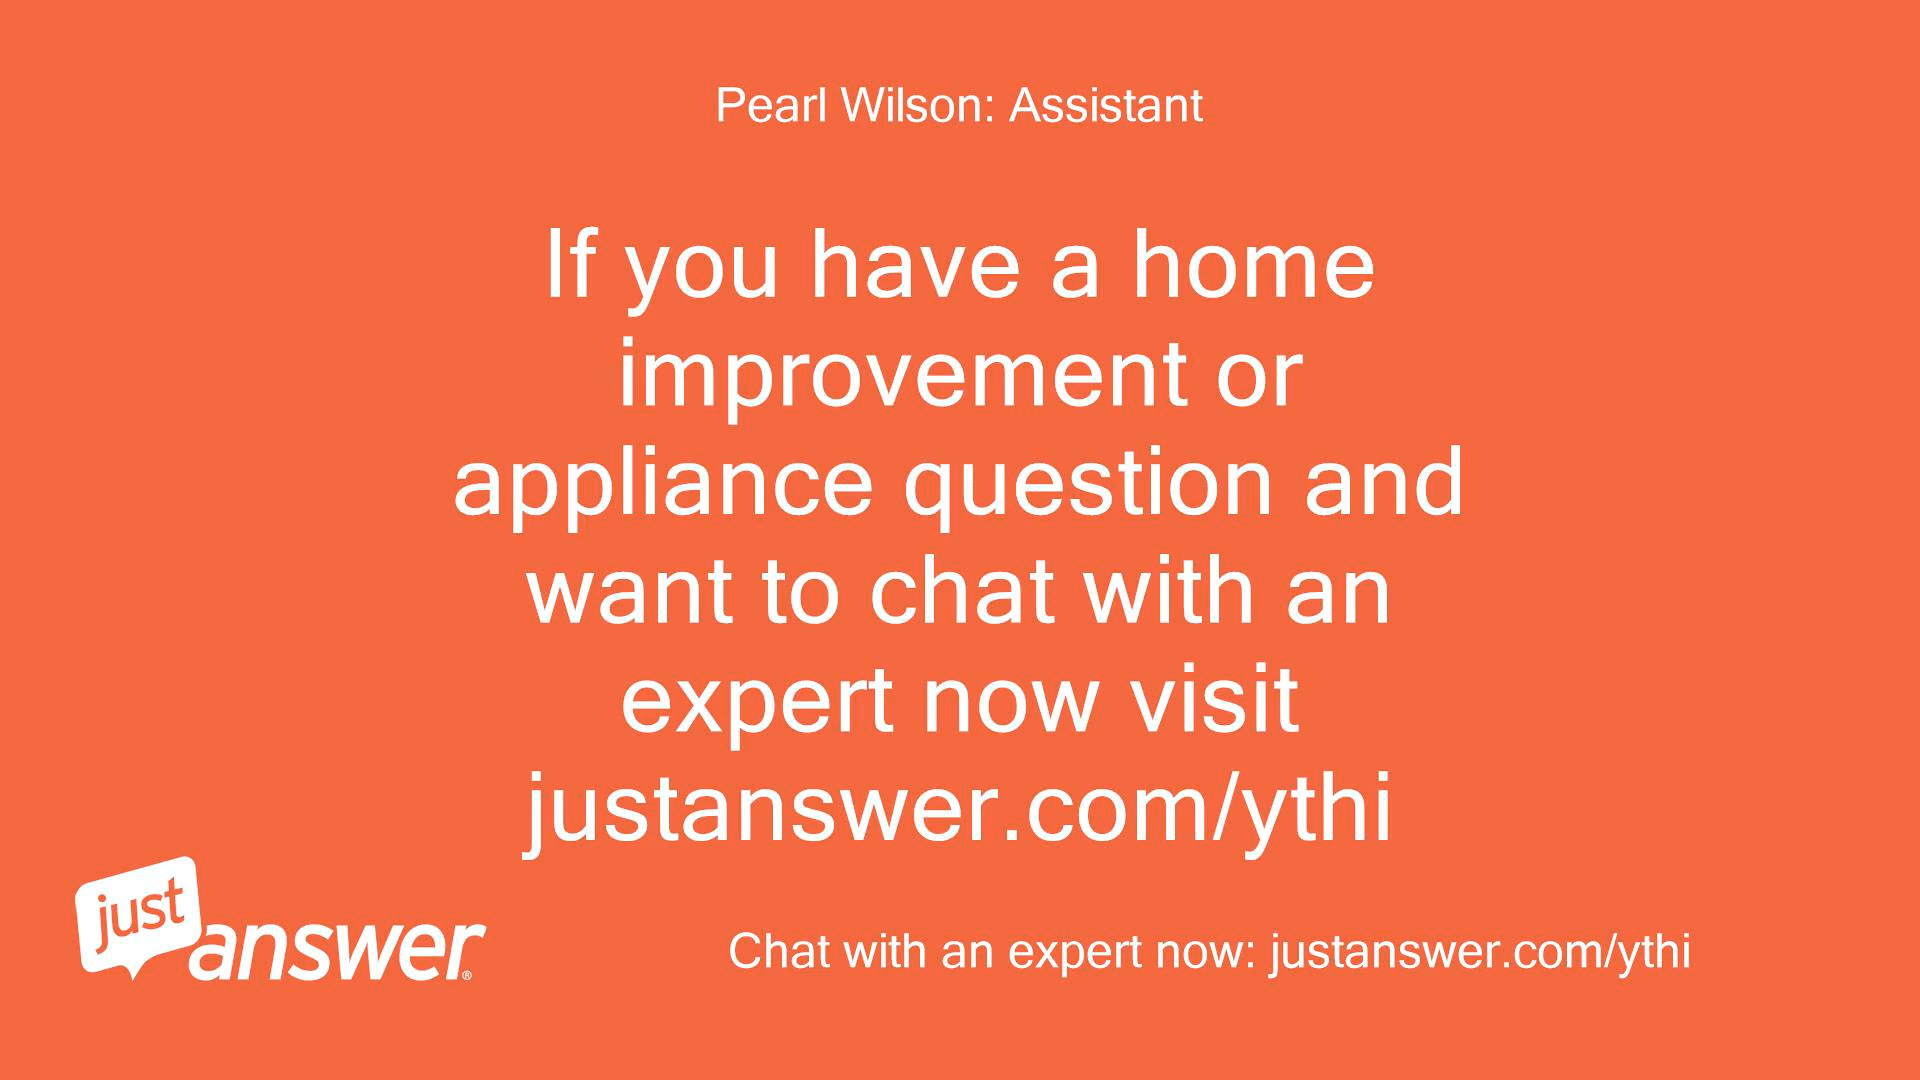 Pearl Wilson: Assistant
If you have a home
improvement or
appliance question and
want to chat with an
expert now visit
justanswer.com/ythi
just
answer®
Chat with an expert now: justanswer.com/ythi